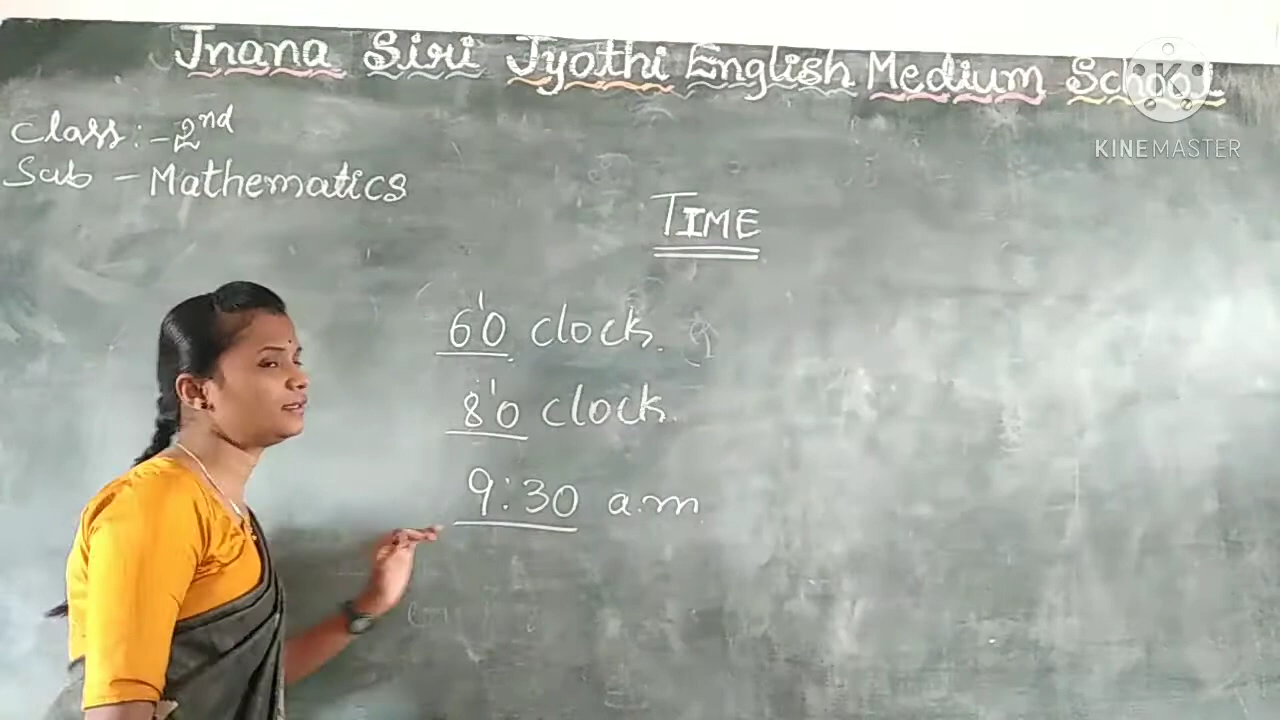 Jnana Siri Jyothi English Medium School
KINEMASTER
Class:- 2nd
Sub - Mathematics
TIME
6'0 clock.
8'0 clock.
9:30 a.m.